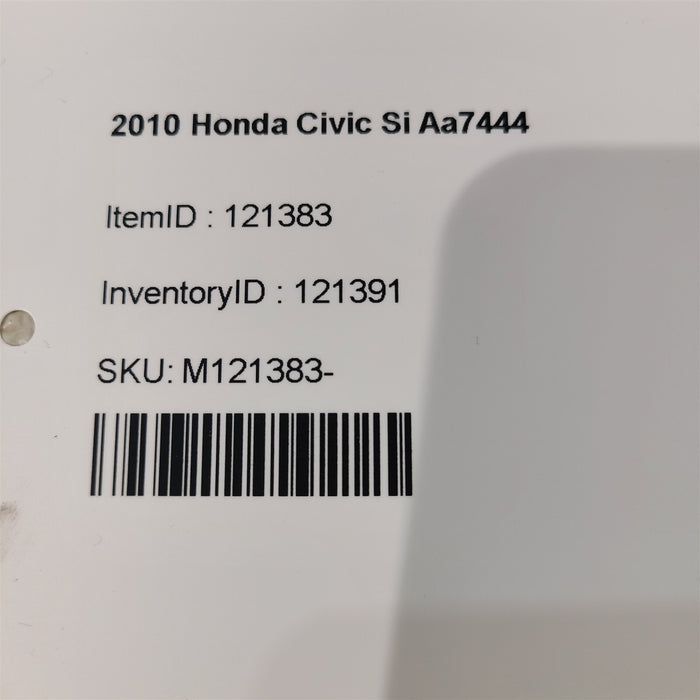 2010 Honda Civic Si Aa7444
ItemID : 121383
InventoryID : 121391
SKU: M121383-